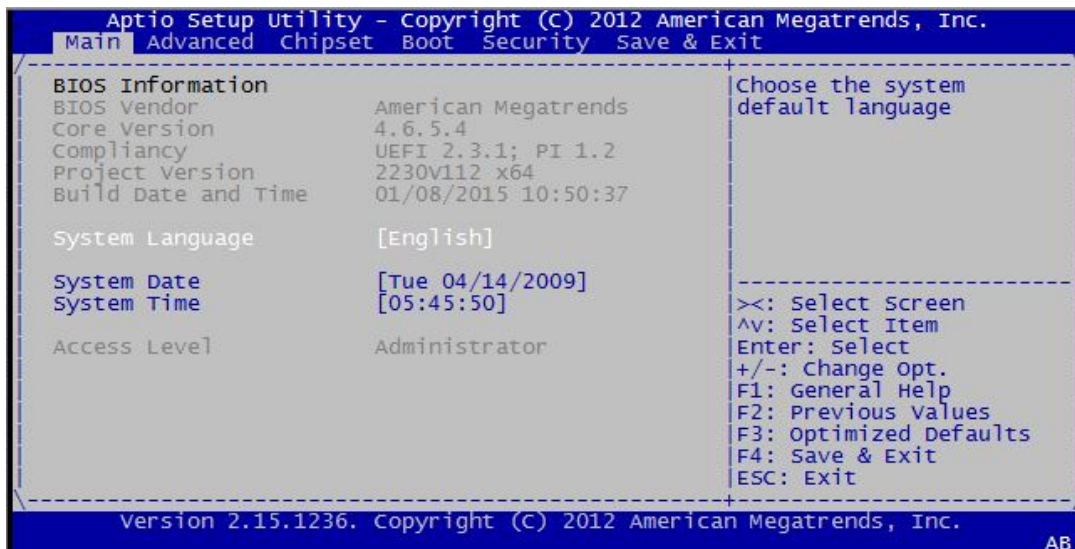 Aptio Setup Utility - Copyright (C) 2012 American Megatrends, Inc.
Main Advanced Chipset Boot Security Save & Exit
BIOS Information
BIOS Vendor American Megatrends
Core Version 4.6.5.4
Compliancy UEFI 2.3.1; PI 1.2
Project Version 2230v112 x64
Build Date and Time 01/08/2015 10:50:37
System Language [English]
System Date [Tue 04/14/2009]
System Time [05:45:50]
Access Level Administrator
Choose the system
default language
><: Select Screen
^v: Select Item
Enter: Select
+/-: Change Opt.
F1: General Help
F2: Previous Values
F3: Optimized Defaults
F4: Save & Exit
ESC: Exit
Version 2.15.1236. Copyright (C) 2012 American Megatrends, Inc.
AB